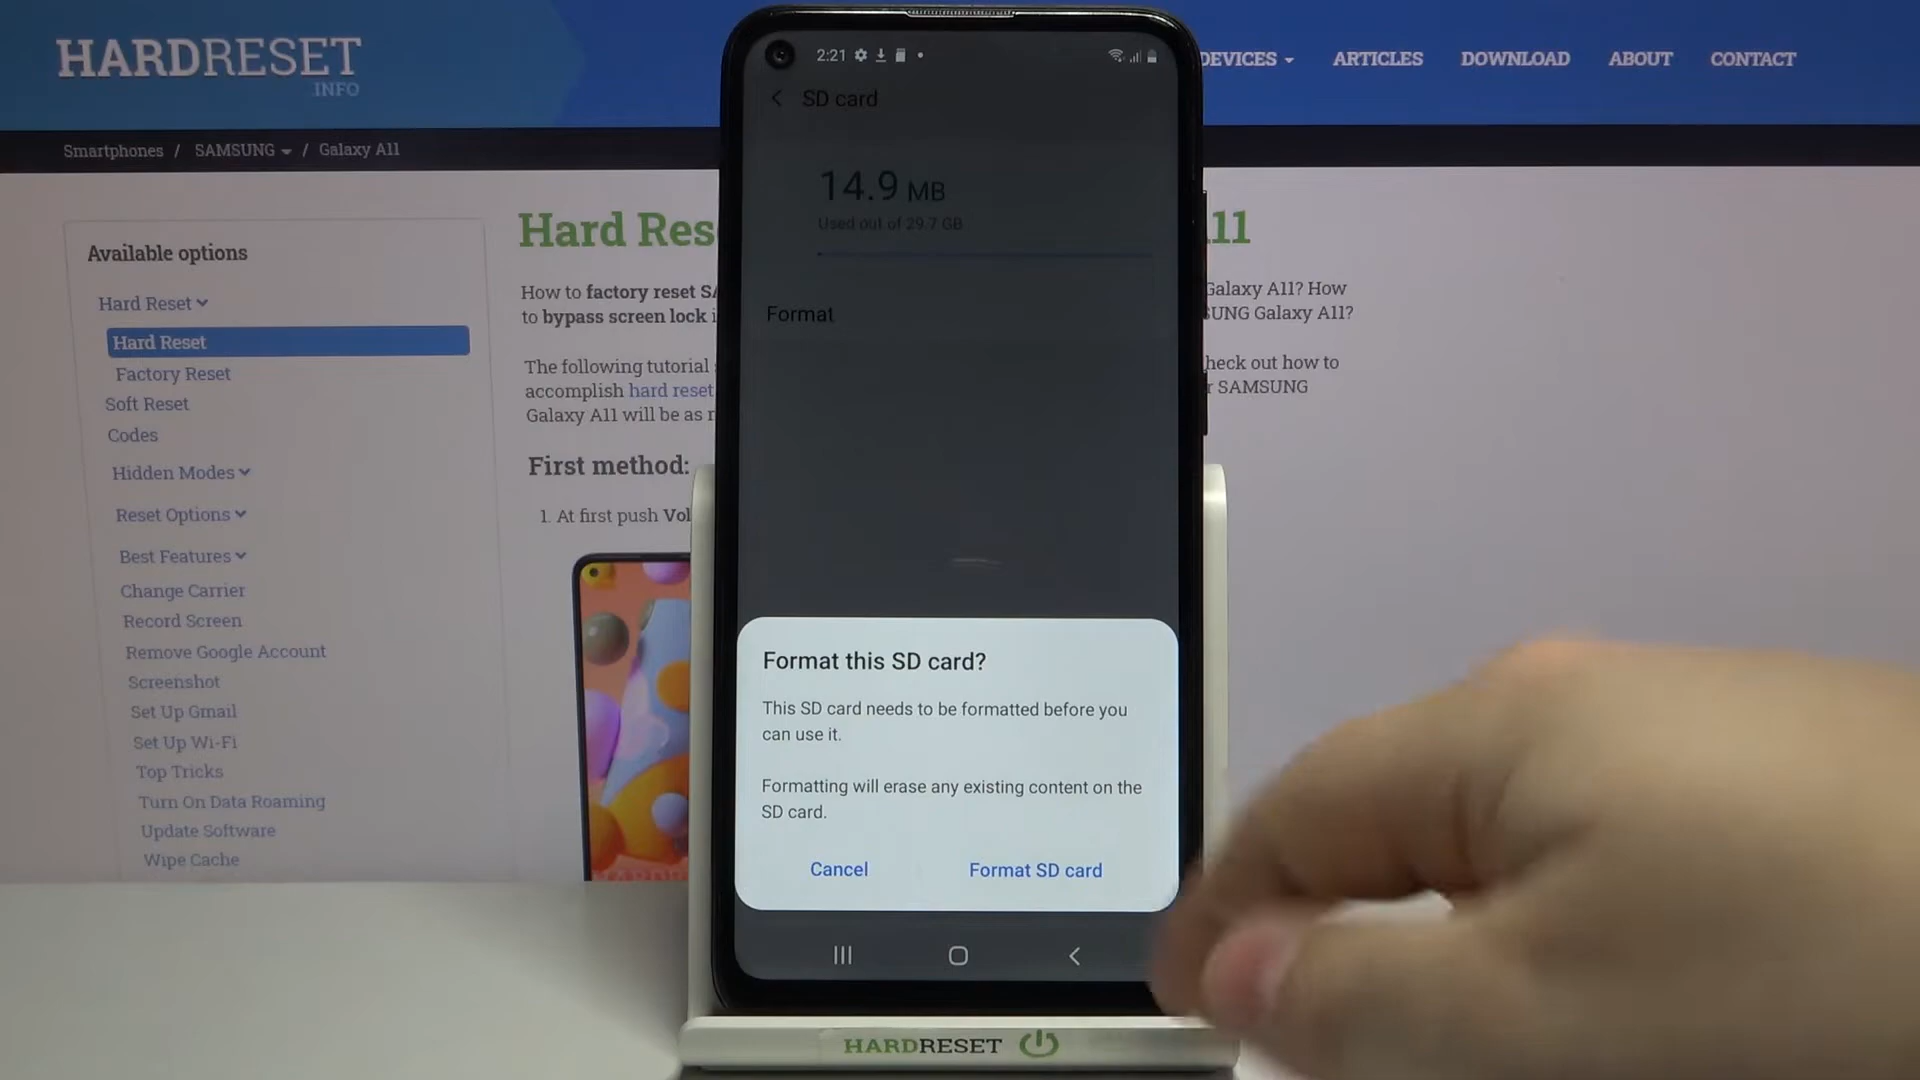 HARDRESET
.INFO
DEVICES
ARTICLES
DOWNLOAD
ABOUT
CONTACT
Smartphones / SAMSUNG / Galaxy A11
Available options
Hard Reset
Hard Reset
Factory Reset
Soft Reset
Codes
Hidden Modes
Reset Options
Best Features
Change Carrier
Record Screen
Remove Google Account
Screenshot
Set Up Gmail
Set Up Wi-Fi
Top Tricks
Turn On Data Roaming
Update Software
Wipe Cache
Hard Res
11
How to factory reset SA
Galaxy A11? How
to bypass screen lock i
SUNG Galaxy A11?
The following tutorial
heck out how to
accomplish hard reset
r SAMSUNG
Galaxy A11 will be as r
First method:
1. At first push Vol
2:21
SD card
14.9 MB
Used out of 29.7 GB
Format
Format this SD card?
This SD card needs to be formatted before you
can use it.
Formatting will erase any existing content on the
SD card.
Cancel
Format SD card
HARDRESET